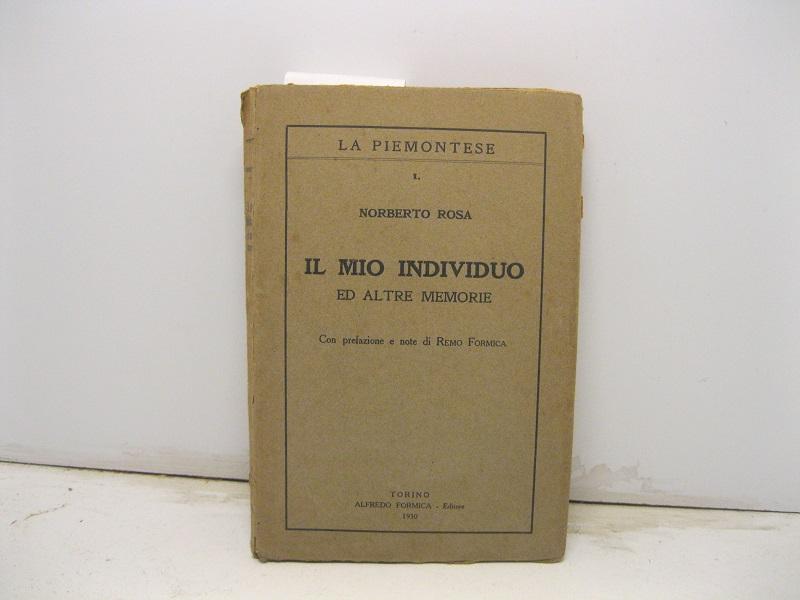 LA PIEMONTESE
I.
NORBERTO ROSA
IL MIO INDIVIDUO
ED ALTRE MEMORIE
Con prefazione e note di REMO FORMICA
TORINO
ALFREDO FORMICA - Editore
1930